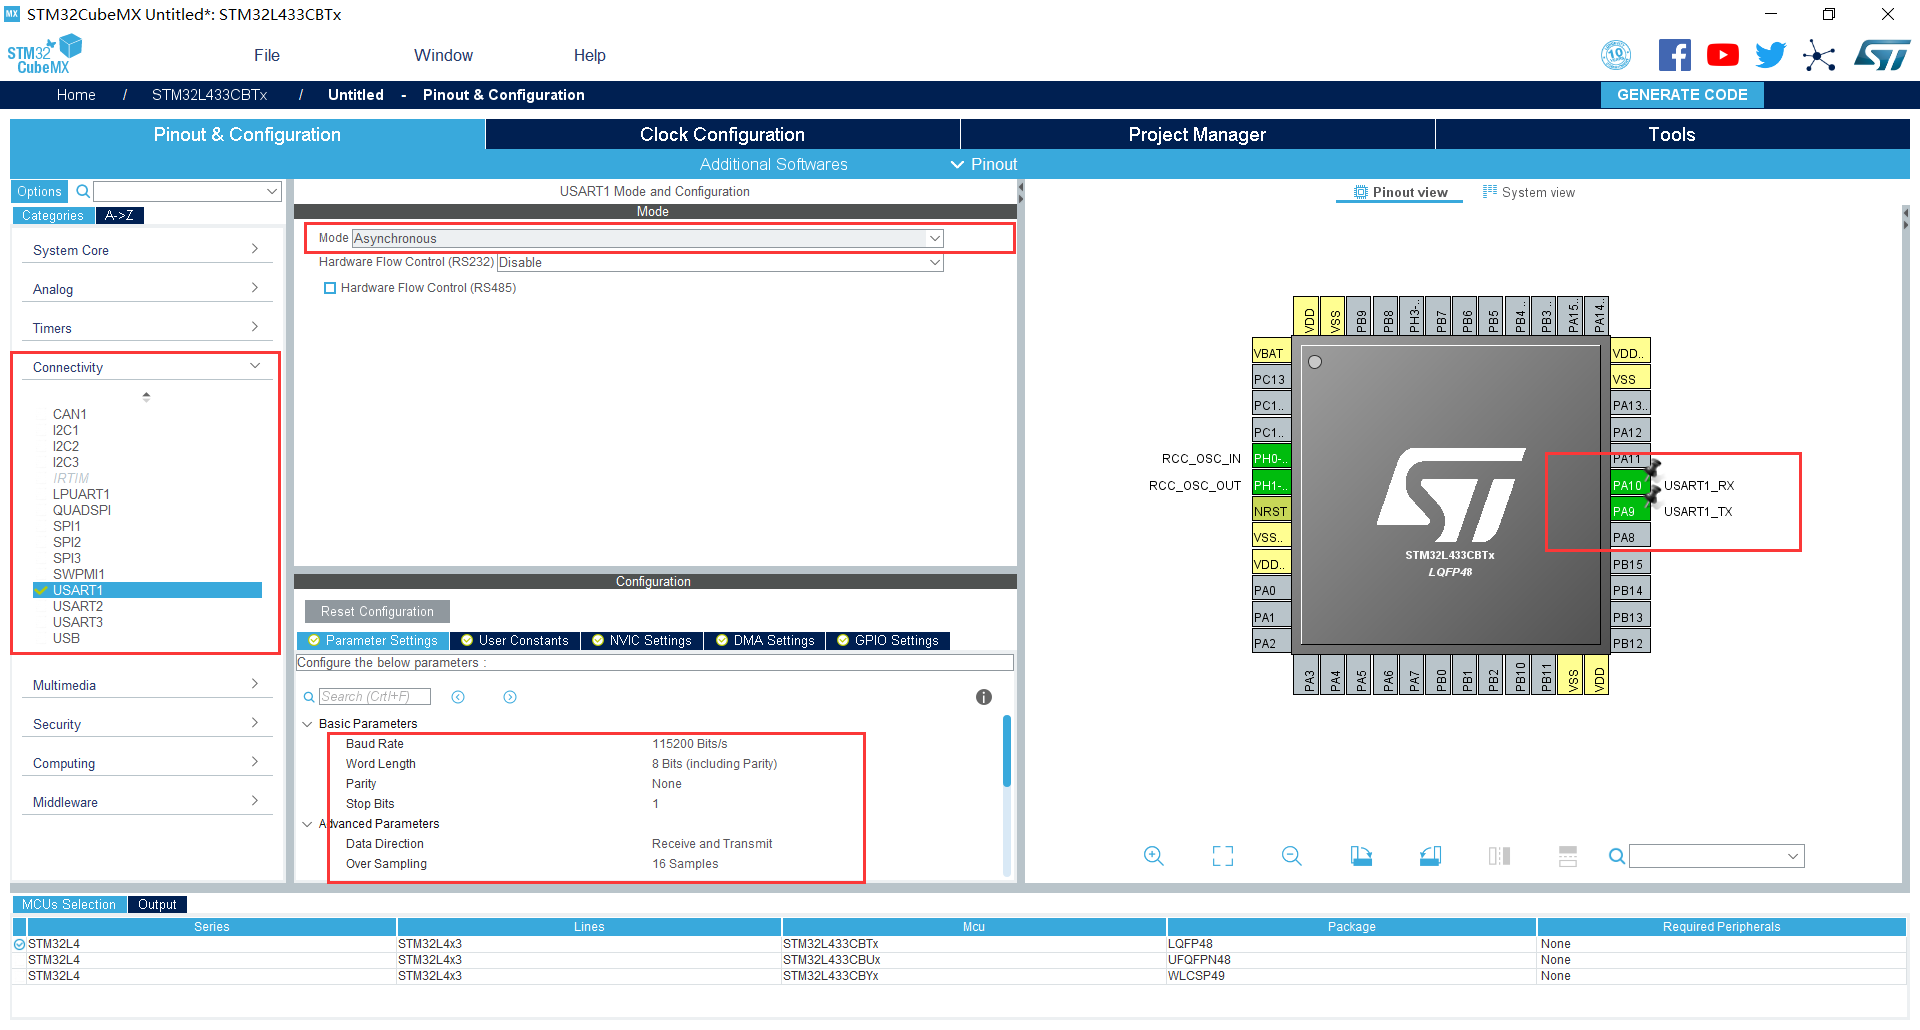 MX STM32CubeMX Untitled*: STM32L433CBTx
STM32
CubeMX
File Window Help
10
Home / STM32L433CBTx / Untitled - Pinout & Configuration
GENERATE CODE
Pinout & Configuration
Clock Configuration
Project Manager
Tools
Additional Softwares
Pinout
Options
Categories
A->Z
System Core
Analog
Timers
Connectivity
CAN1
I2C1
I2C2
I2C3
IRTIM
LPUART1
QUADSPI
SPI1
SPI2
SPI3
SWPMI1
USART1
USART2
USART3
USB
Multimedia
Security
Computing
Middleware
USART1 Mode and Configuration
Mode
Mode Asynchronous
Hardware Flow Control (RS232) Disable
Hardware Flow Control (RS485)
Configuration
Reset Configuration
Parameter Settings
User Constants
NVIC Settings
DMA Settings
GPIO Settings
Configure the below parameters :
Search (CrtI+F)
Basic Parameters
Baud Rate 115200 Bits/s
Word Length 8 Bits (including Parity)
Parity None
Stop Bits 1
Advanced Parameters
Data Direction Receive and Transmit
Over Sampling 16 Samples
Pinout view
System view
VDD
VSS
PB9
PB8
PH3-..
PB7
PB6
PB5
PB4 ..
PB3 ..
PA15..
PA14..
VBAT
PC13
PC1..
PC1..
RCC_OSC_IN PH0-..
RCC_OSC_OUT PH1-..
NRST
VSS..
VDD..
PA0
PA1
PA2
VDD..
VSS
PA13..
PA12
PA11
PA10 USART1_RX
PA9 USART1_TX
PA8
PB15
PB14
PB13
PB12
ST
STM32L433CBTx
LQFP48
PA3
PA4
PA5
PA6
PA7
PB0
PB1
PB2
PB10
PB11
VSS
VDD
MCUs Selection
Output
Series Lines Mcu Package Required Peripherals
STM32L4 STM32L4x3 STM32L433CBTx LQFP48 None
STM32L4 STM32L4x3 STM32L433CBUx UFQFPN48 None
STM32L4 STM32L4x3 STM32L433CBYx WLCSP49 None